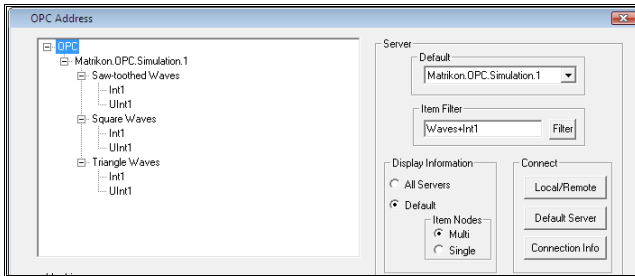 OPC Address
OPC
Matrikon.OPC.Simulation.1
Saw-toothed Waves
Int1
UInt1
Square Waves
Int1
UInt1
Triangle Waves
Int1
UInt1
Server
Default
Matrikon.OPC.Simulation.1
Item Filter
Waves+Int1
Filter
Display Information
All Servers
Default
Item Nodes
Multi
Single
Connect
Local/Remote
Default Server
Connection Info